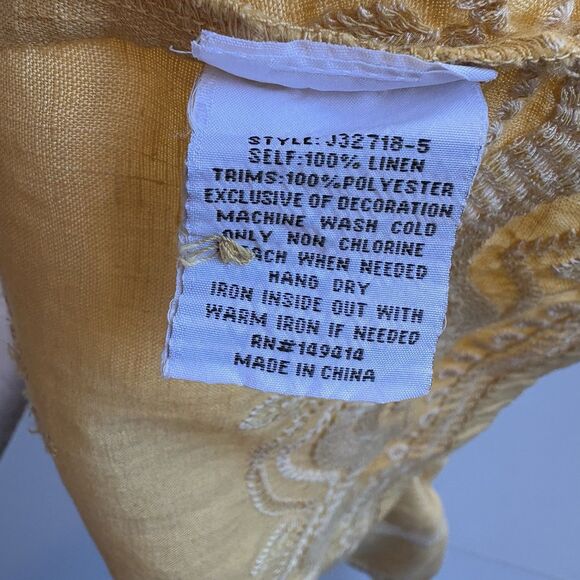 STYLE: J32718-5
SELF:100% LINEN
TRIMS:100%POLYESTER
EXCLUSIVE OF DECORATION
MACHINE WASH COLD
ONLY NON CHLORINE
WHEN NEEDED
HANG DRY
IRON INSIDE OUT WITH
WARM IRON IF NEEDED
RN#149414
MADE IN CHINA